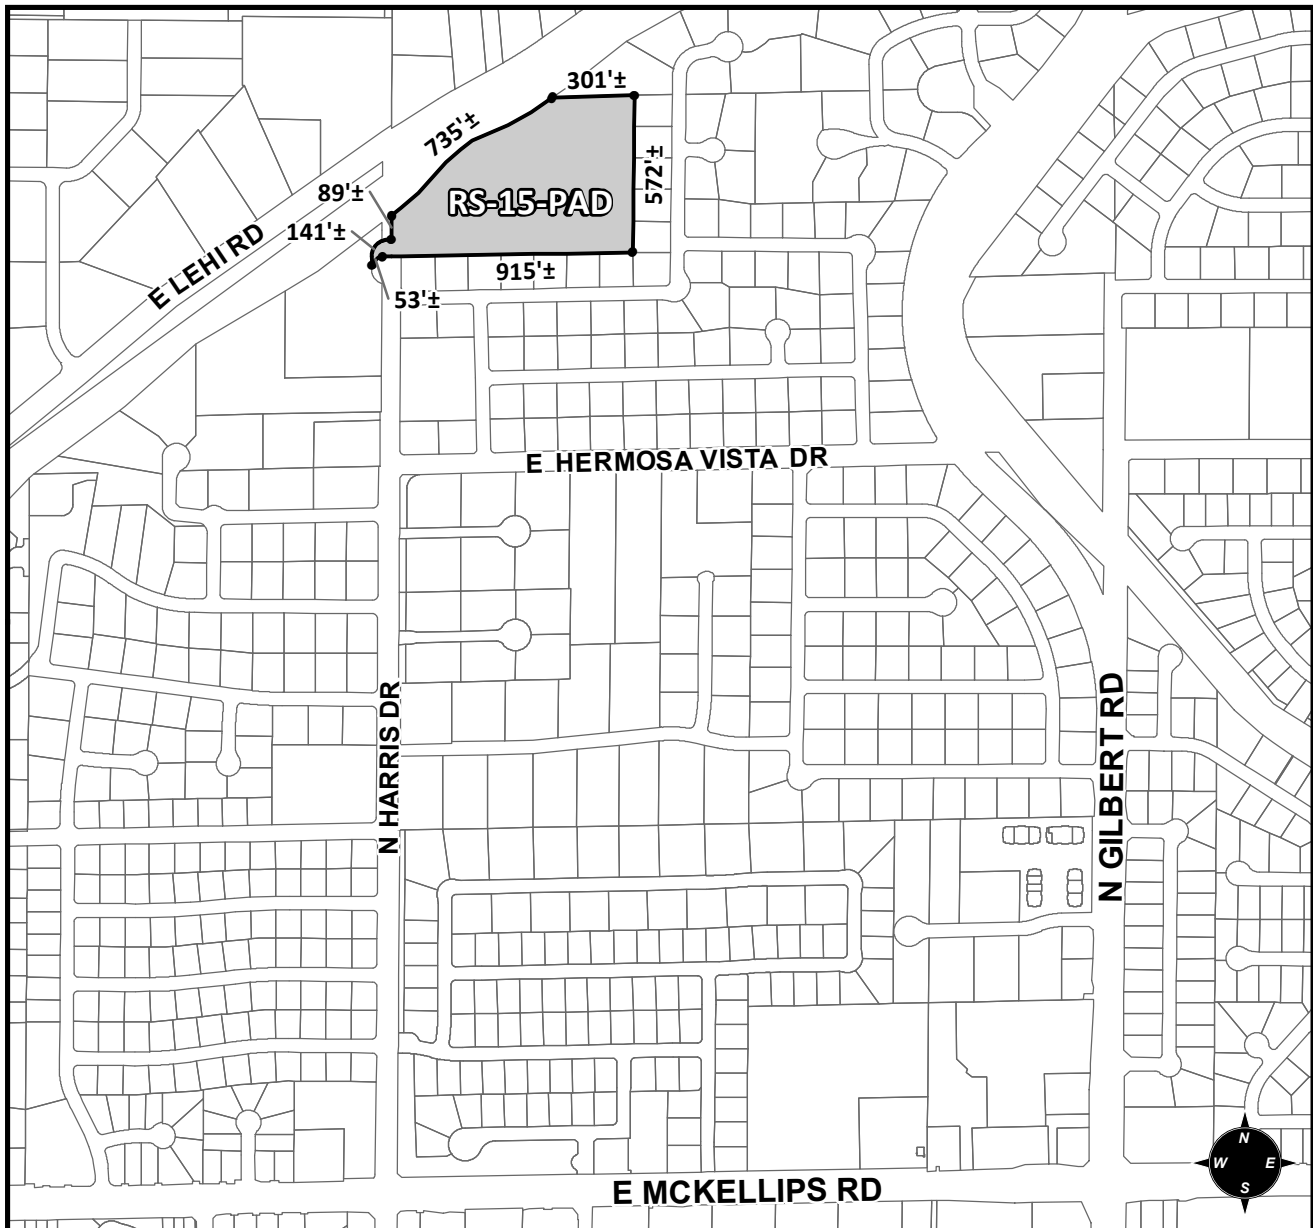 301'±
735'±
572'±
89'±
RS-15-PAD
141'±
E LEHI RD
915'±
53'±
E HERMOSA VISTA DR
N HARRIS DR
N GILBERT RD
N
W E
S
E MCKELLIPS RD